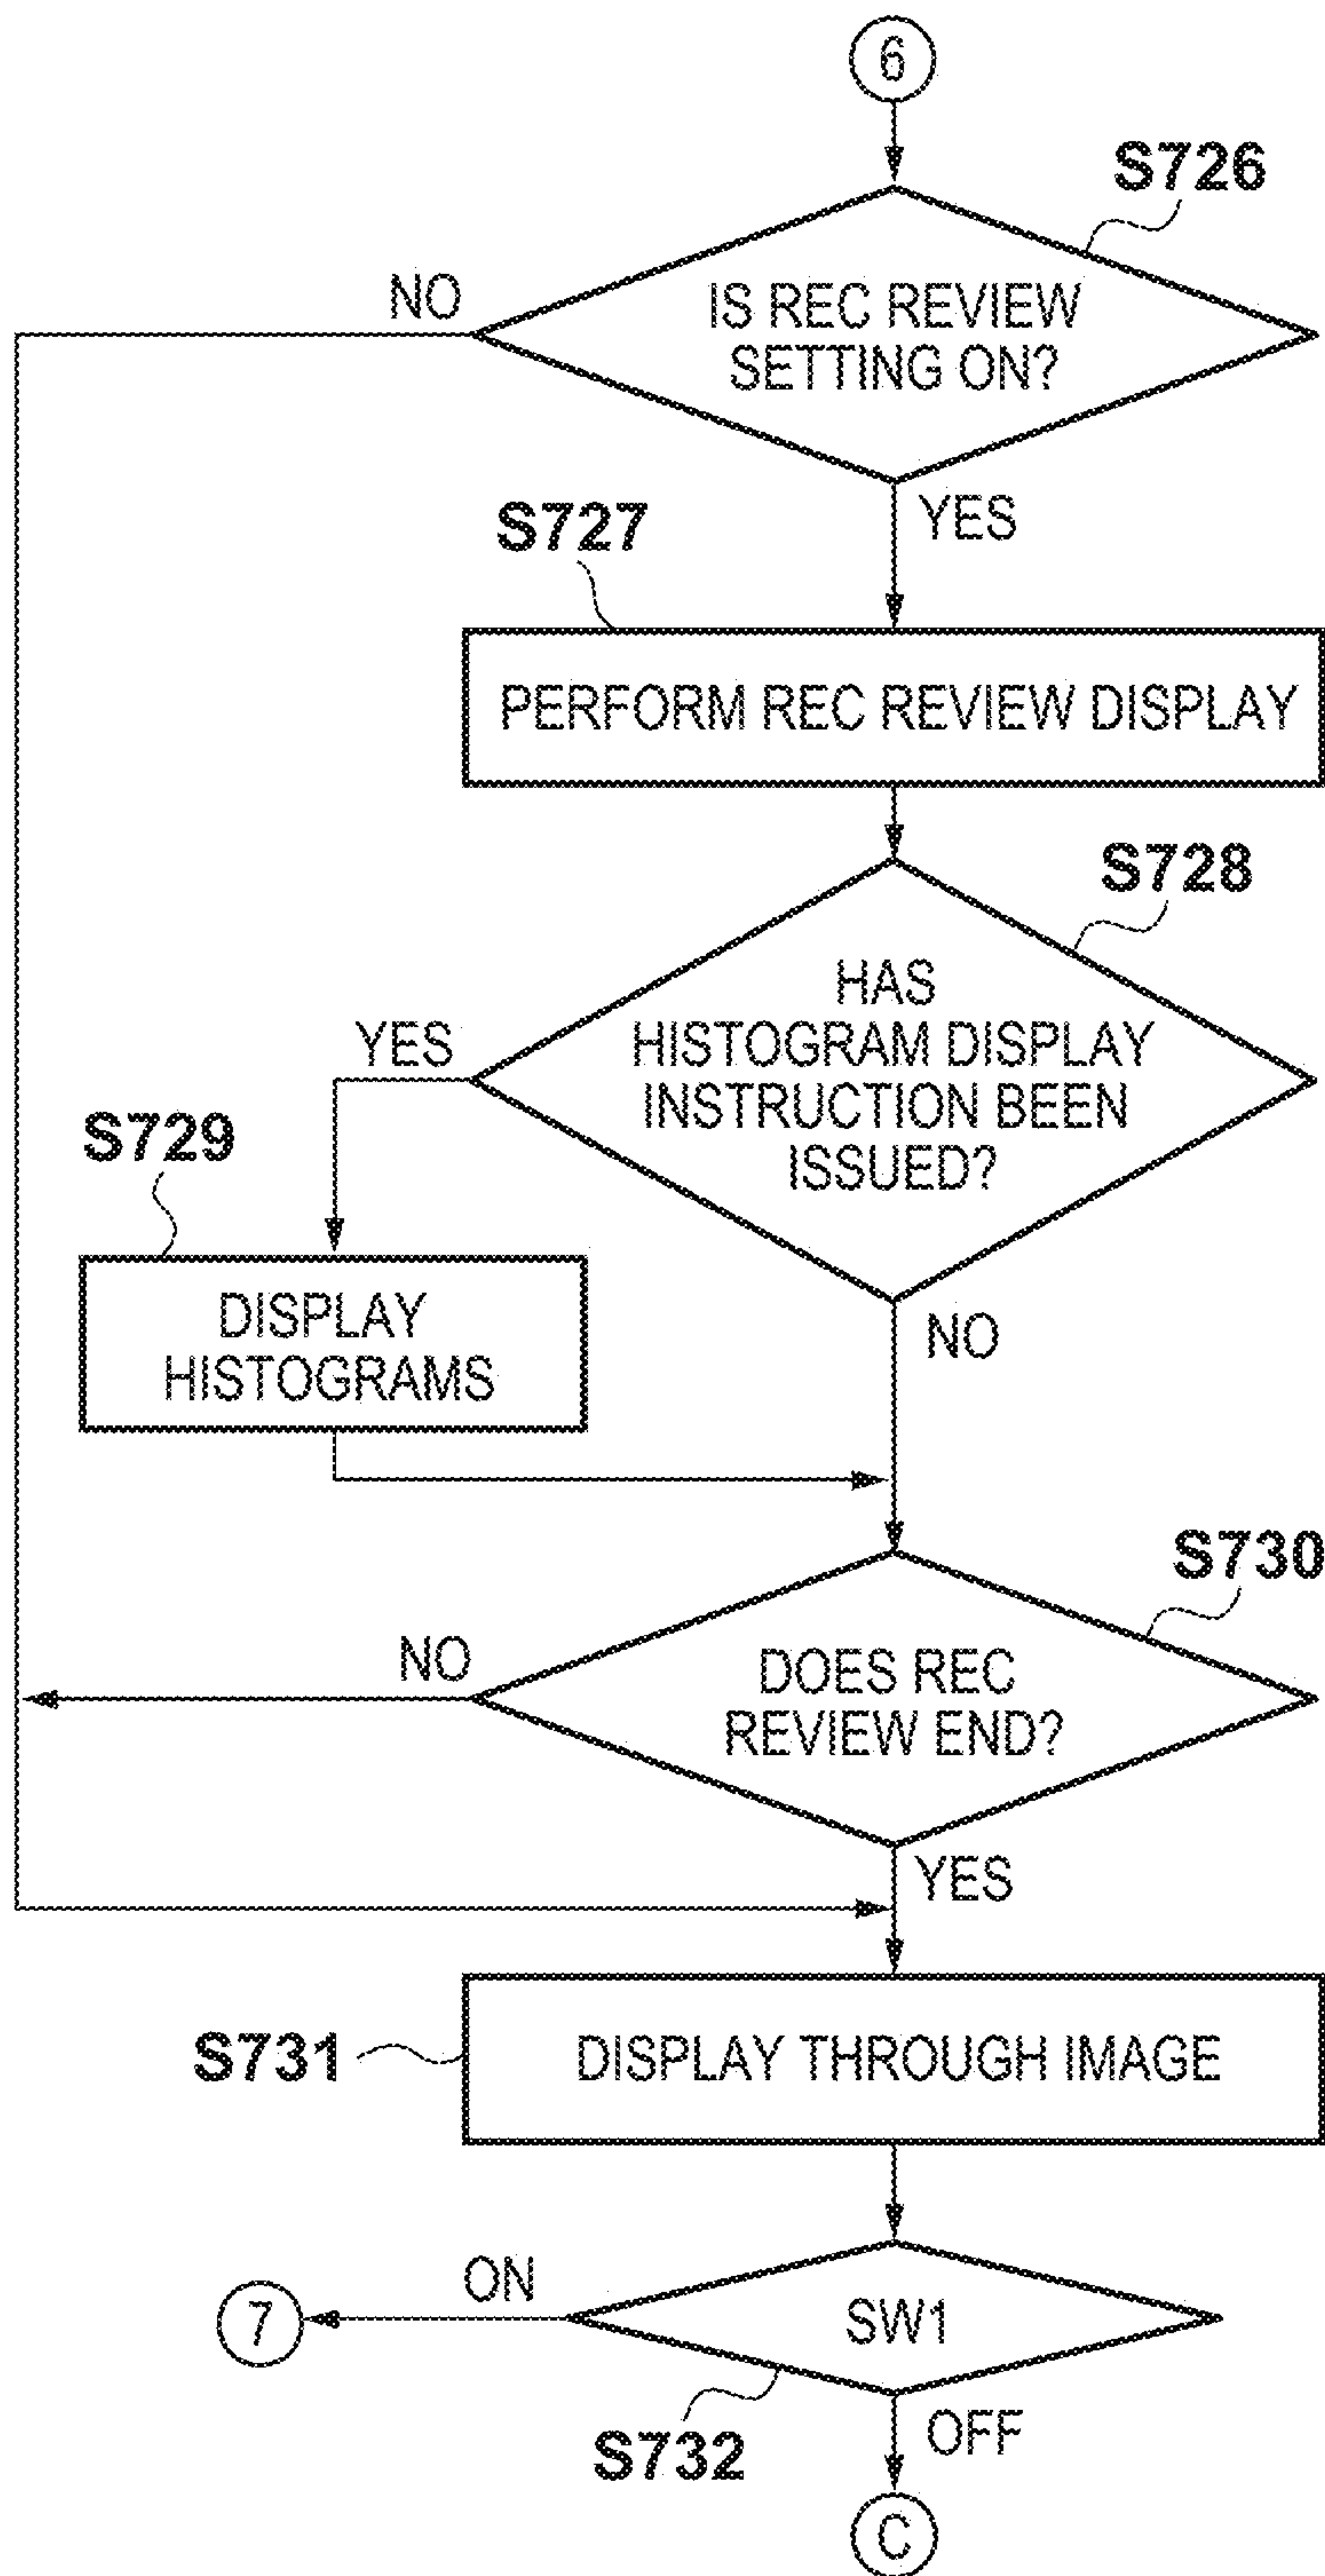 6
S726
NO
IS REC REVIEW
SETTING ON?
YES
S727
PERFORM REC REVIEW DISPLAY
S728
HAS
HISTOGRAM DISPLAY
INSTRUCTION BEEN
ISSUED?
YES
S729
DISPLAY
HISTOGRAMS
NO
S730
NO
DOES REC
REVIEW END?
YES
S731
DISPLAY THROUGH IMAGE
ON
7
SW1
S732
OFF
C